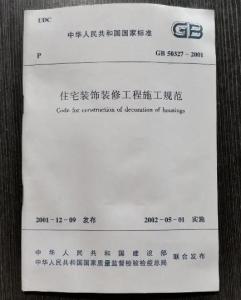 UDC
中华人民共和国国家标准
GB
P
GB 50327-2001
住宅装饰装修工程施工规范
Code for construction of decoration of housings
2001-12-09 发布
2002-05-01 实施
中华人民共和国建设部
中华人民共和国国家质量监督检验检疫总局
联合发布